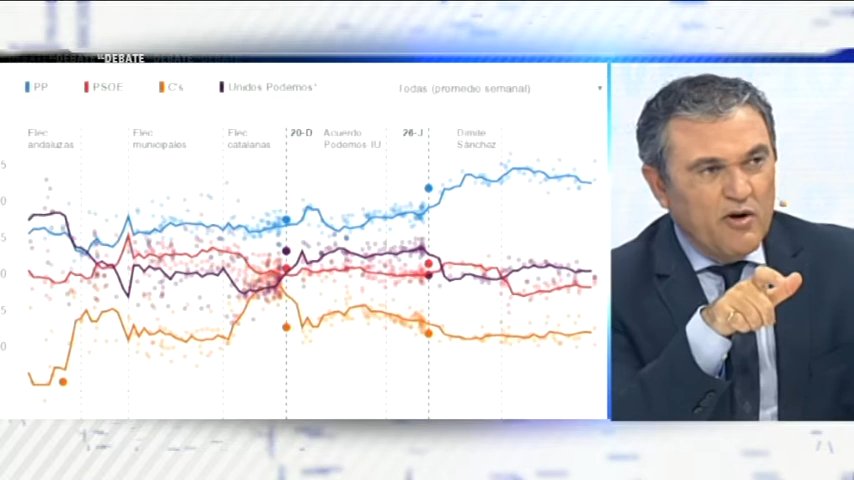 EL DEBATE
PP PSOE C's Unidos Podemos* Todas (promedio semanal)
Elec andaluzas
Elec municipales
Elec catalanas
20-D
Acuerdo Podemos-IU
26-J
Dimite Sánchez
5
0
5
0
5
0